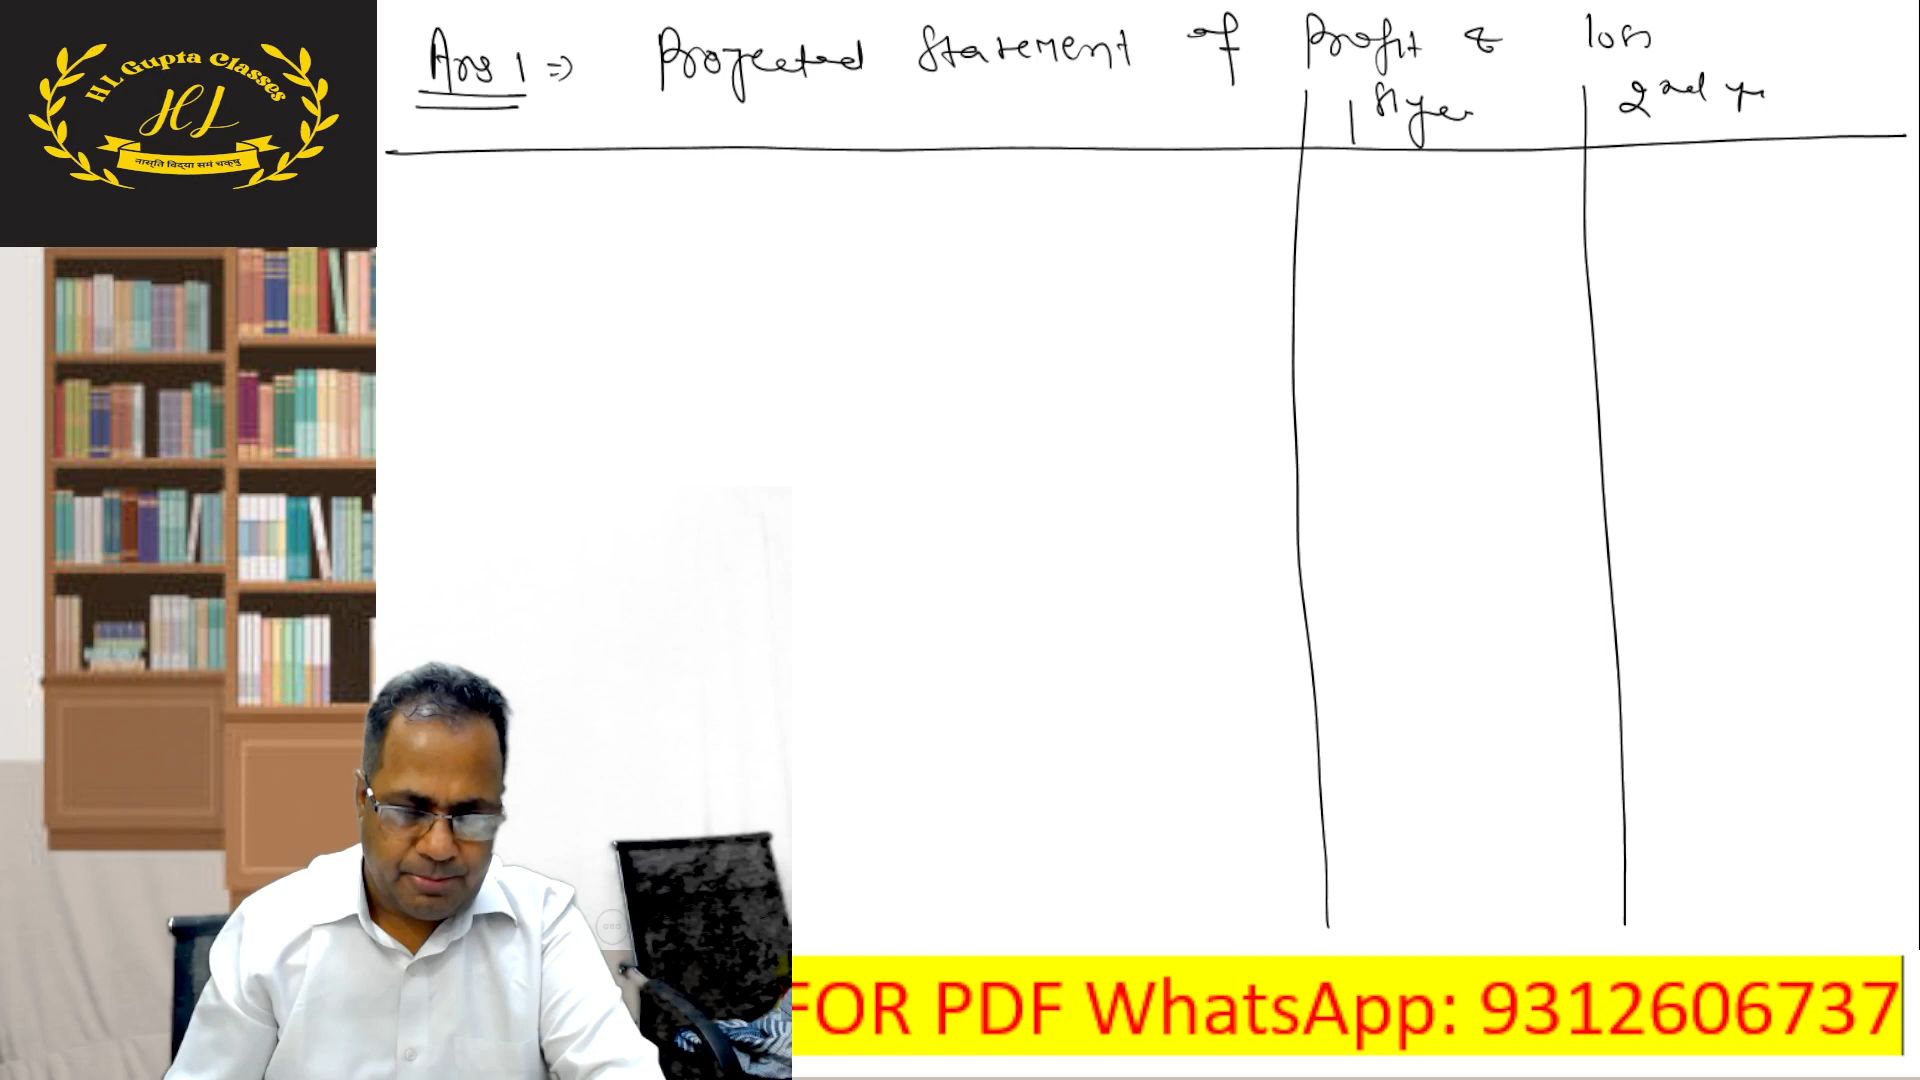 HL Gupta Classes
HL
नास्ति विद्या समं चक्षु
Ans 1 => Projected Statement of Profit & loss
1st year
2nd yr
FOR PDF WhatsApp: 9312606737